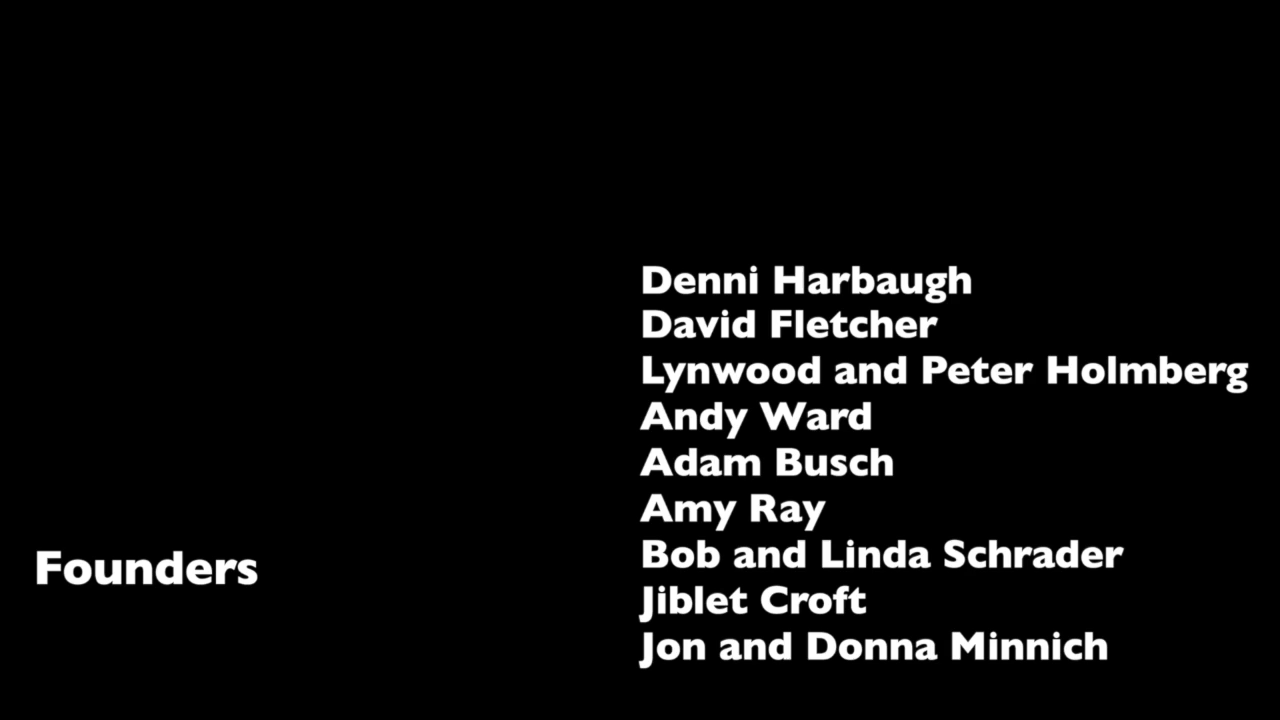 Denni Harbaugh
David Fletcher
Lynwood and Peter Holmberg
Andy Ward
Adam Busch
Amy Ray
Bob and Linda Schrader
Founders
Jiblet Croft
Jon and Donna Minnich